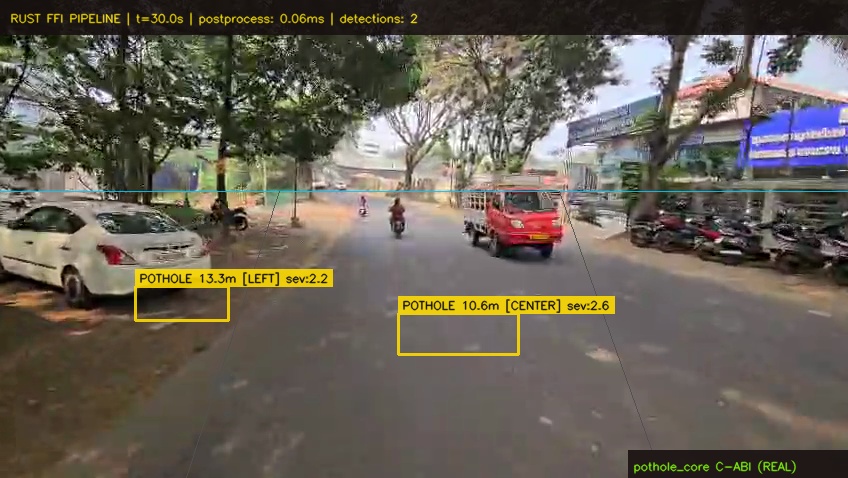 RUST FFI PIPELINE | t=30.0s | postprocess: 0.06ms | detections: 2
POTHOLE 13.3m [LEFT] sev:2.2
POTHOLE 10.6m [CENTER] sev:2.6
pothole_core C-ABI (REAL)